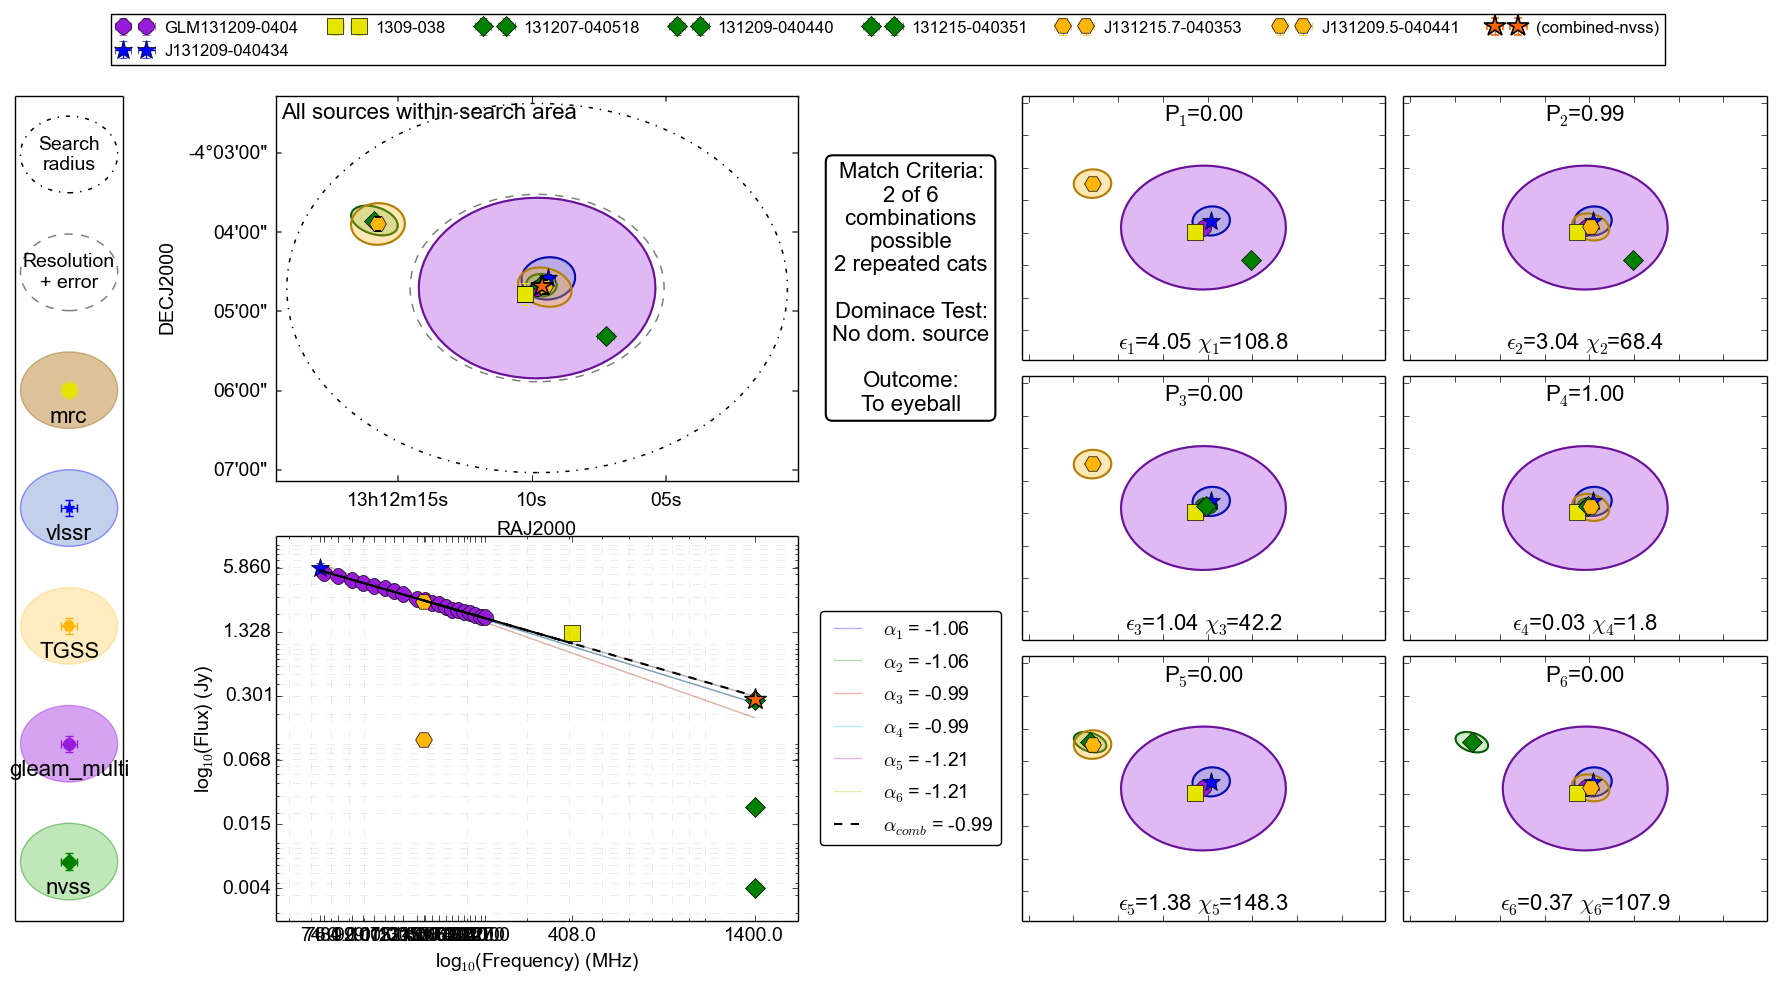 GLM131209-0404 1309-038 131207-040518 131209-040440 131215-040351 J131215.7-040353 J131209.5-040441 (combined-nvss)
J131209-040434
Search
radius
Resolution
+ error
mrc
vlssr
TGSS
gleam_multi
nvss
All sources within search area
-4°03'00"
04'00"
05'00"
06'00"
07'00"
DECJ2000
13h12m15s 10s 05s
RAJ2000
Match Criteria:
2 of 6
combinations
possible
2 repeated cats
Dominace Test:
No dom. source
Outcome:
To eyeball
P1=0.00
ϵ1=4.05 χ1=108.8
P2=0.99
ϵ2=3.04 χ2=68.4
P3=0.00
ϵ3=1.04 χ3=42.2
P4=1.00
ϵ4=0.03 χ4=1.8
P5=0.00
ϵ5=1.38 χ5=148.3
P6=0.00
ϵ6=0.37 χ6=107.9
5.860
1.328
0.301
0.068
0.015
0.004
log10(Flux) (Jy)
408.0 1400.0
log10(Frequency) (MHz)
α1 = -1.06
α2 = -1.06
α3 = -0.99
α4 = -0.99
α5 = -1.21
α6 = -1.21
αcomb = -0.99